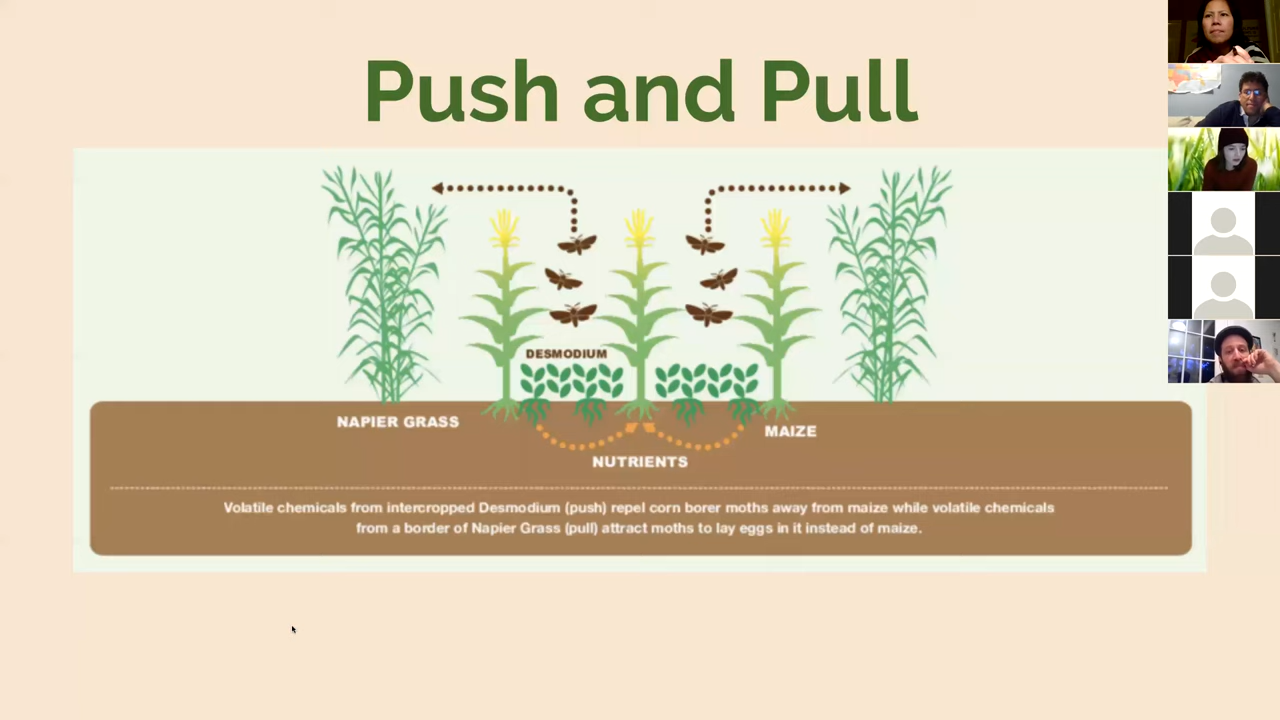 Push and Pull
DESMODIUM
NAPIER GRASS
MAIZE
NUTRIENTS
Volatile chemicals from intercropped Desmodium (push) repel corn borer moths away from maize while volatile chemicals
from a border of Napier Grass (pull) attract moths to lay eggs in it instead of maize.